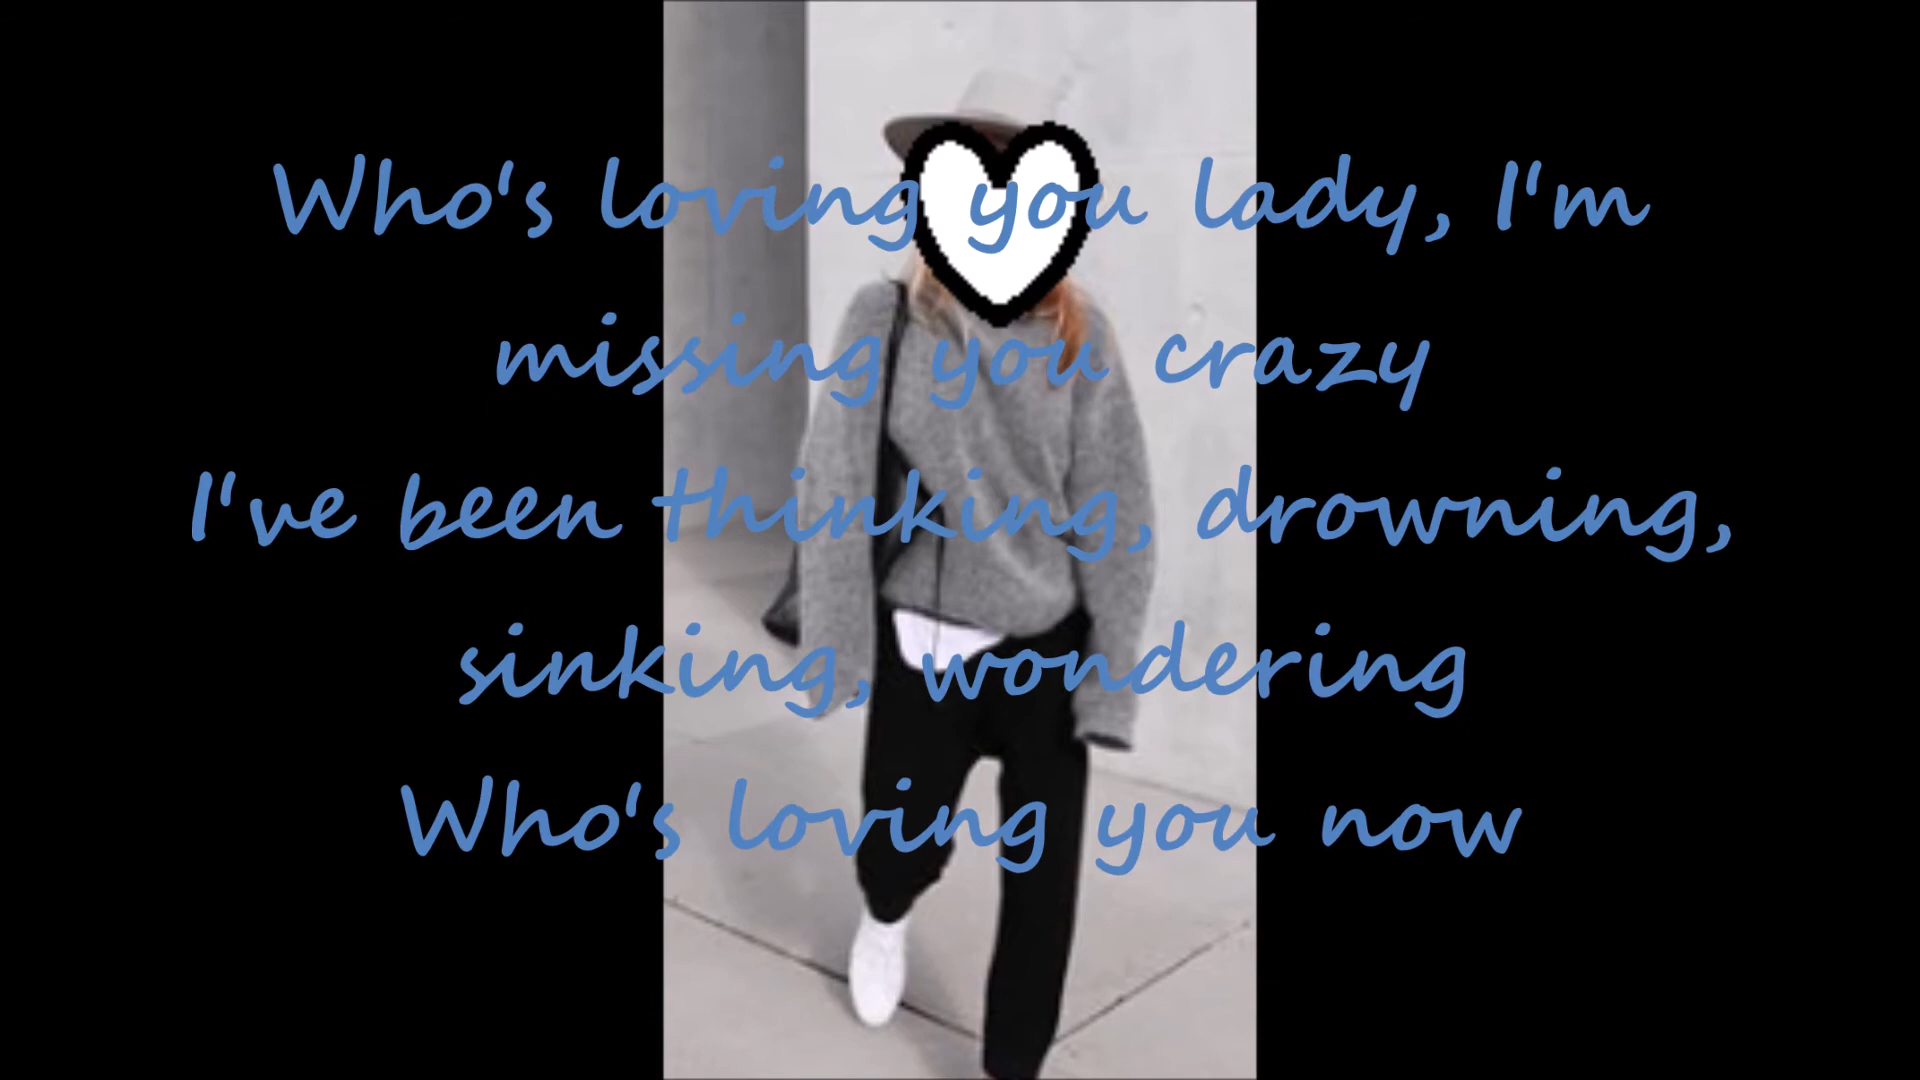 Who's loving you lady, I'm
missing you crazy
I've been thinking, drowning,
sinking, wondering
Who's loving you now